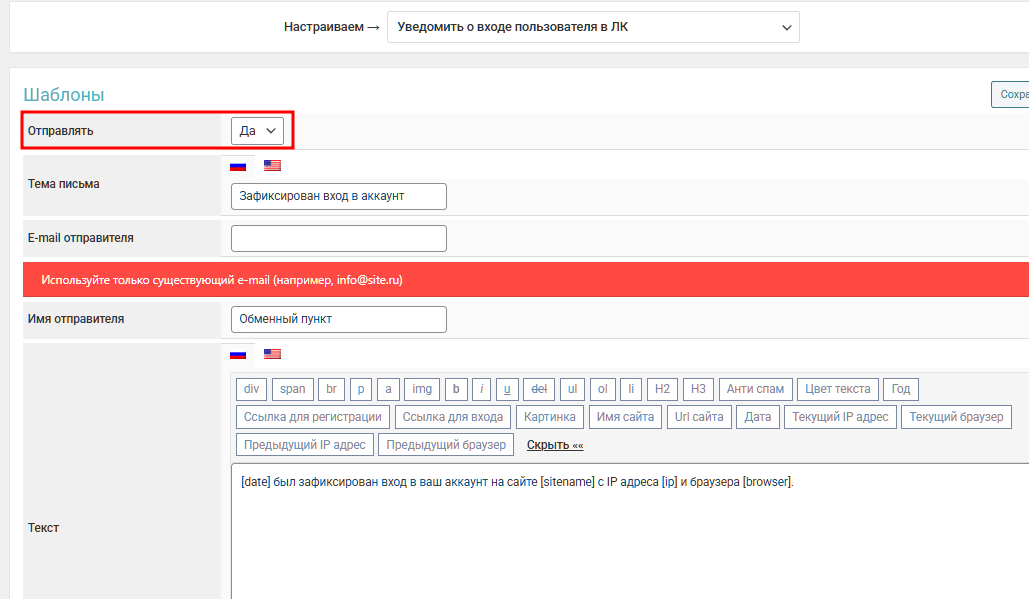 Настраиваем → Уведомить о входе пользователя в ЛК
Шаблоны
Отправлять Да
Тема письма
Зафиксирован вход в аккаунт
E-mail отправителя
Используйте только существующий e-mail (например, info@site.ru)
Имя отправителя Обменный пункт
div span br p a img b i u del ul ol li H2 H3 Анти спам Цвет текста Год
Ссылка для регистрации Ссылка для входа Картинка Имя сайта Url сайта Дата Текущий IP адрес Текущий браузер
Предыдущий IP адрес Предыдущий браузер Скрыть ««
[date] был зафиксирован вход в ваш аккаунт на сайте [sitename] с IP адреса [ip] и браузера [browser].
Текст